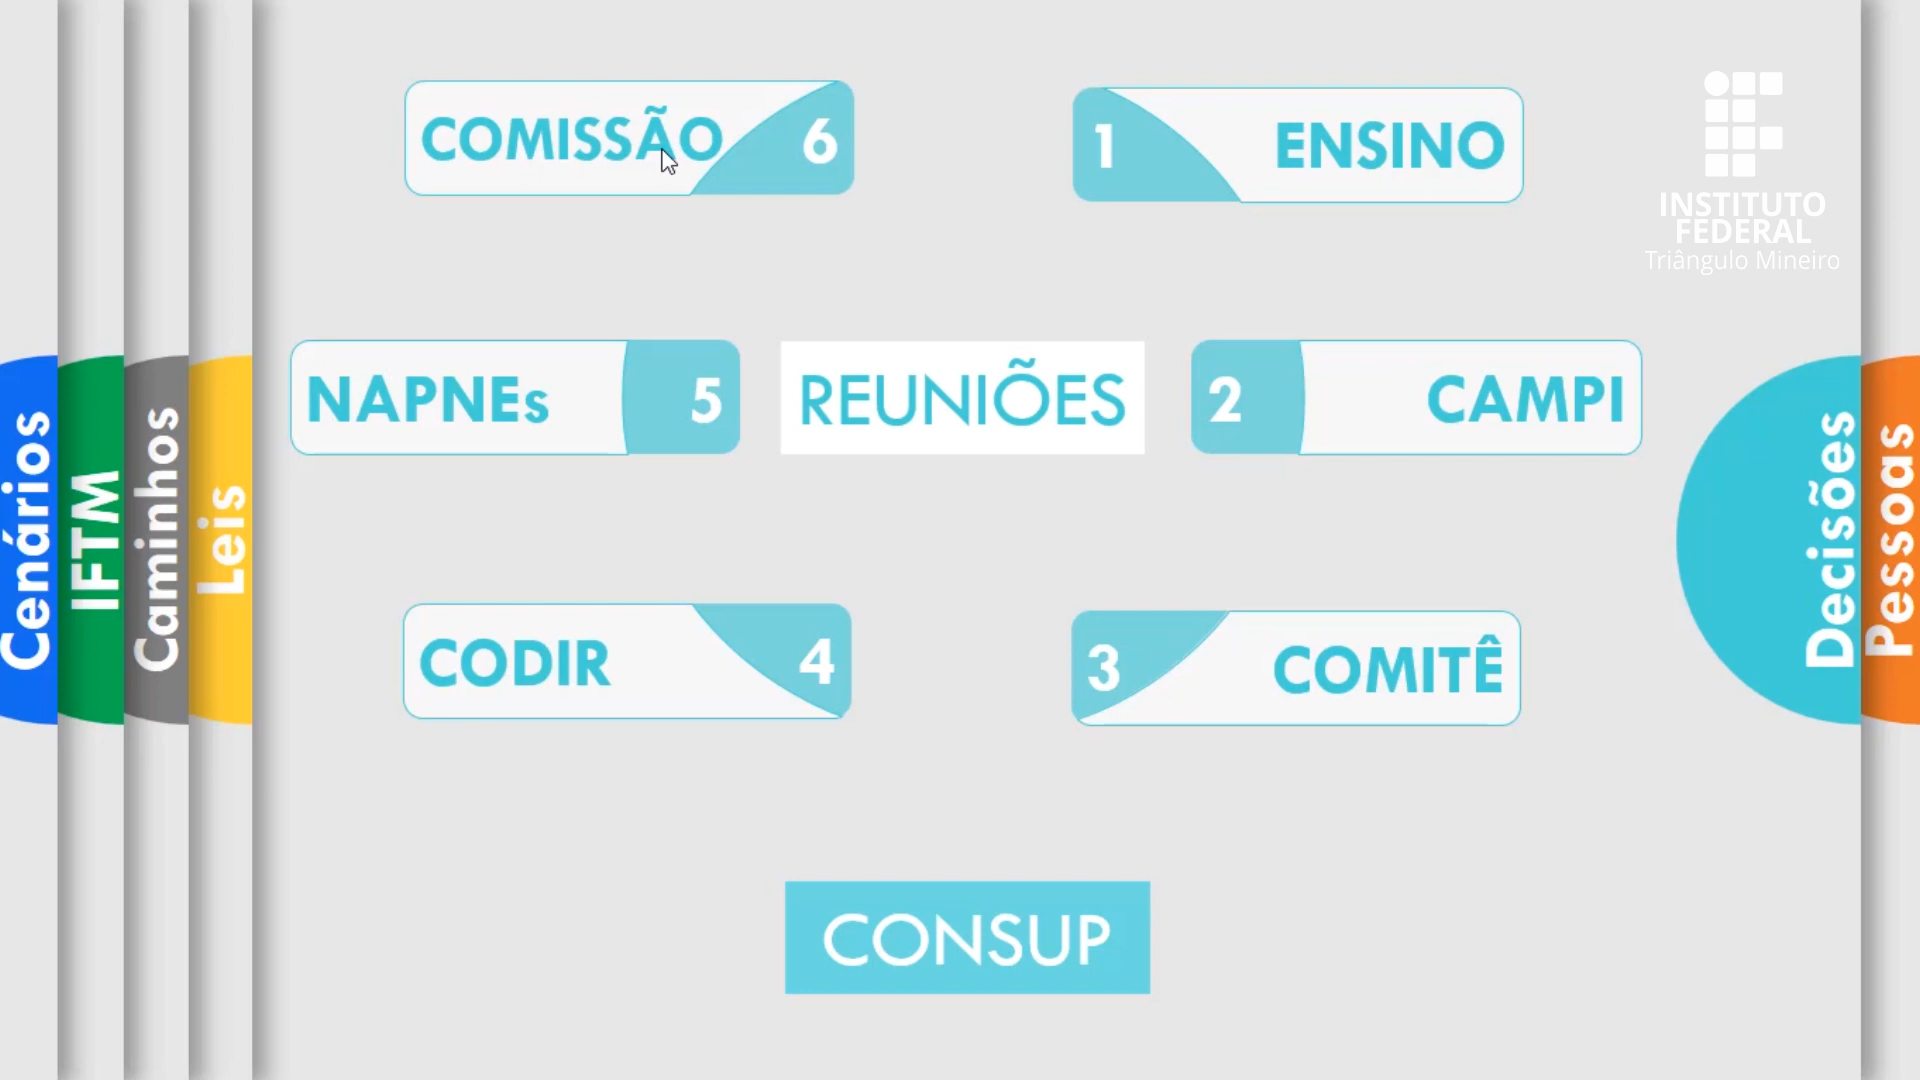 COMISSÃO 6
1 ENSINO
INSTITUTO
FEDERAL
Triângulo Mineiro
NAPNEs 5
REUNIÕES
2 CAMPI
CODIR 4
3 COMITÊ
CONSUP
Cenários
IFTM
Caminhos
Leis
Decisões
Pessoas